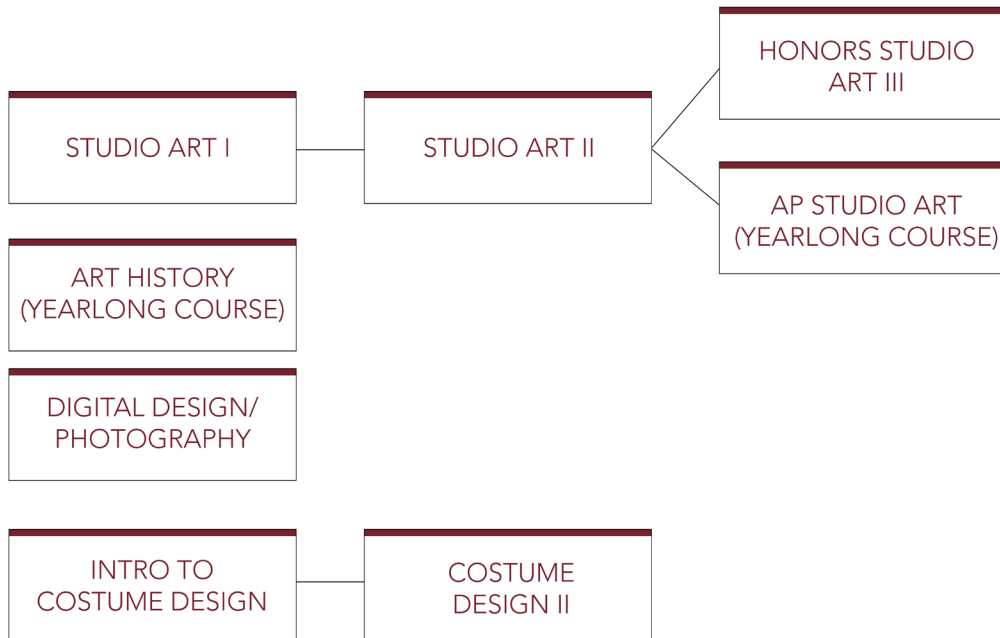 STUDIO ART I
STUDIO ART II
HONORS STUDIO
ART III
AP STUDIO ART
(YEARLONG COURSE)
ART HISTORY
(YEARLONG COURSE)
DIGITAL DESIGN/
PHOTOGRAPHY
INTRO TO
COSTUME DESIGN
COSTUME
DESIGN II